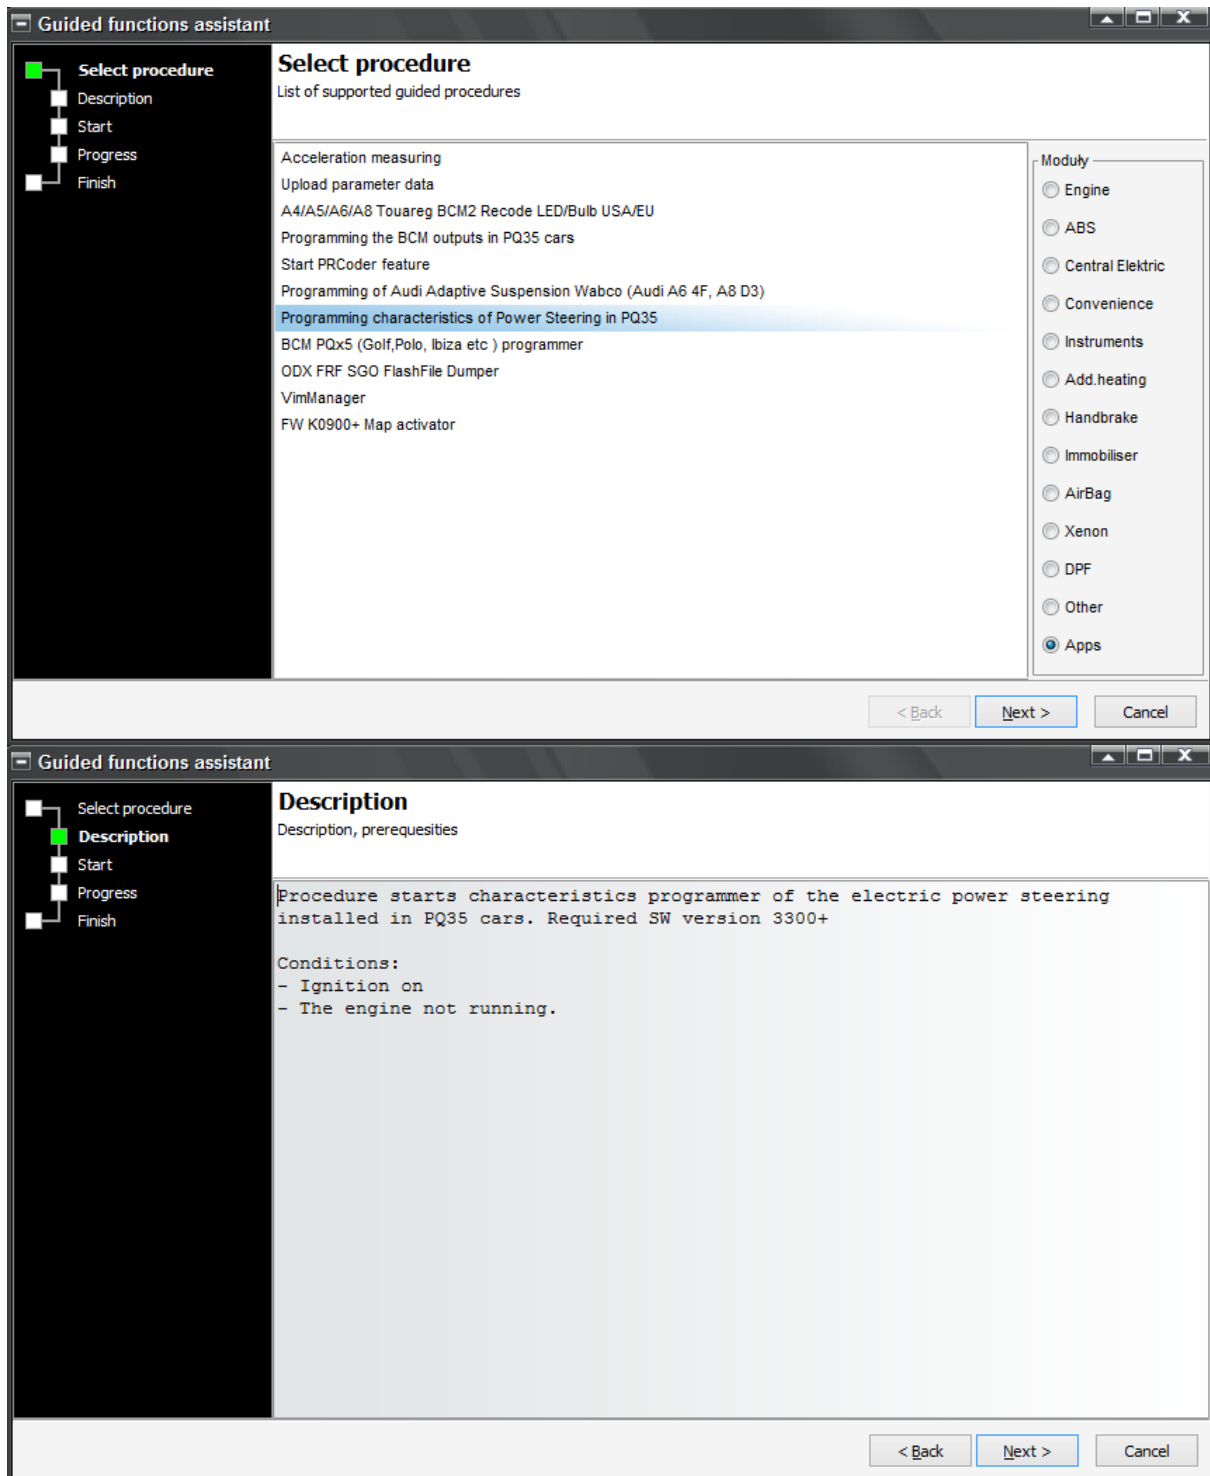 Guided functions assistant
Select procedure
Description
Start
Progress
Finish
Select procedure
List of supported guided procedures
Acceleration measuring
Upload parameter data
A4/A5/A6/A8 Touareg BCM2 Recode LED/Bulb USA/EU
Programming the BCM outputs in PQ35 cars
Start PRCoder feature
Programming of Audi Adaptive Suspension Wabco (Audi A6 4F, A8 D3)
Programming characteristics of Power Steering in PQ35
BCM PQx5 (Golf,Polo, Ibiza etc ) programmer
ODX FRF SGO FlashFile Dumper
VimManager
FW K0900+ Map activator
Moduły
Engine
ABS
Central Elektric
Convenience
Instruments
Add.heating
Handbrake
Immobiliser
AirBag
Xenon
DPF
Other
Apps
< Back
Next >
Cancel
Guided functions assistant
Select procedure
Description
Start
Progress
Finish
Description
Description, prerequesities
Procedure starts characteristics programmer of the electric power steering
installed in PQ35 cars. Required SW version 3300+
Conditions:
- Ignition on
- The engine not running.
< Back
Next >
Cancel